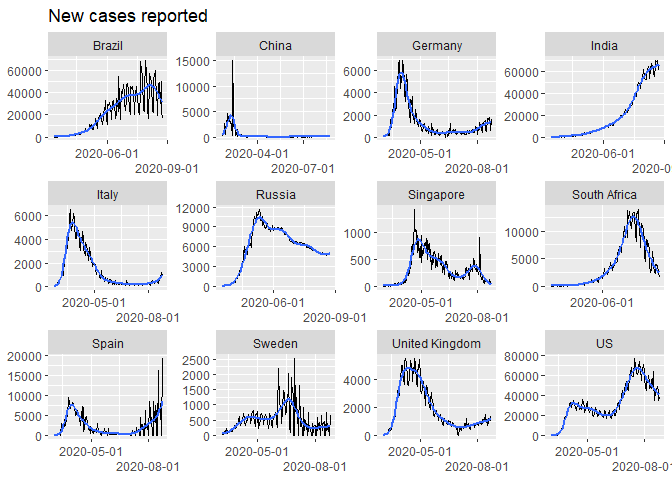 New cases reported
Brazil China Germany India
60000 15000 6000 60000
40000 10000 4000 40000
20000 5000 2000 20000
0 0 0 0
2020-06-01 2020-04-01 2020-05-01 2020-06-01
2020-09-01 2020-07-01 2020-08-01 2020-0
Italy Russia Singapore South Africa
6000 12000 1000 10000
4000 9000 500 5000
2000 6000 0 0
0 3000
0
2020-05-01 2020-06-01 2020-05-01 2020-06-01
2020-08-01 2020-09-01 2020-08-01
Spain Sweden United Kingdom US
20000 2500 4000 80000
15000 2000 2000 60000
10000 1500 0 40000
5000 1000 20000
0 500 0
0
2020-05-01 2020-05-01 2020-05-01 2020-05-01
2020-08-01 2020-08-01 2020-08-01 2020-08-01